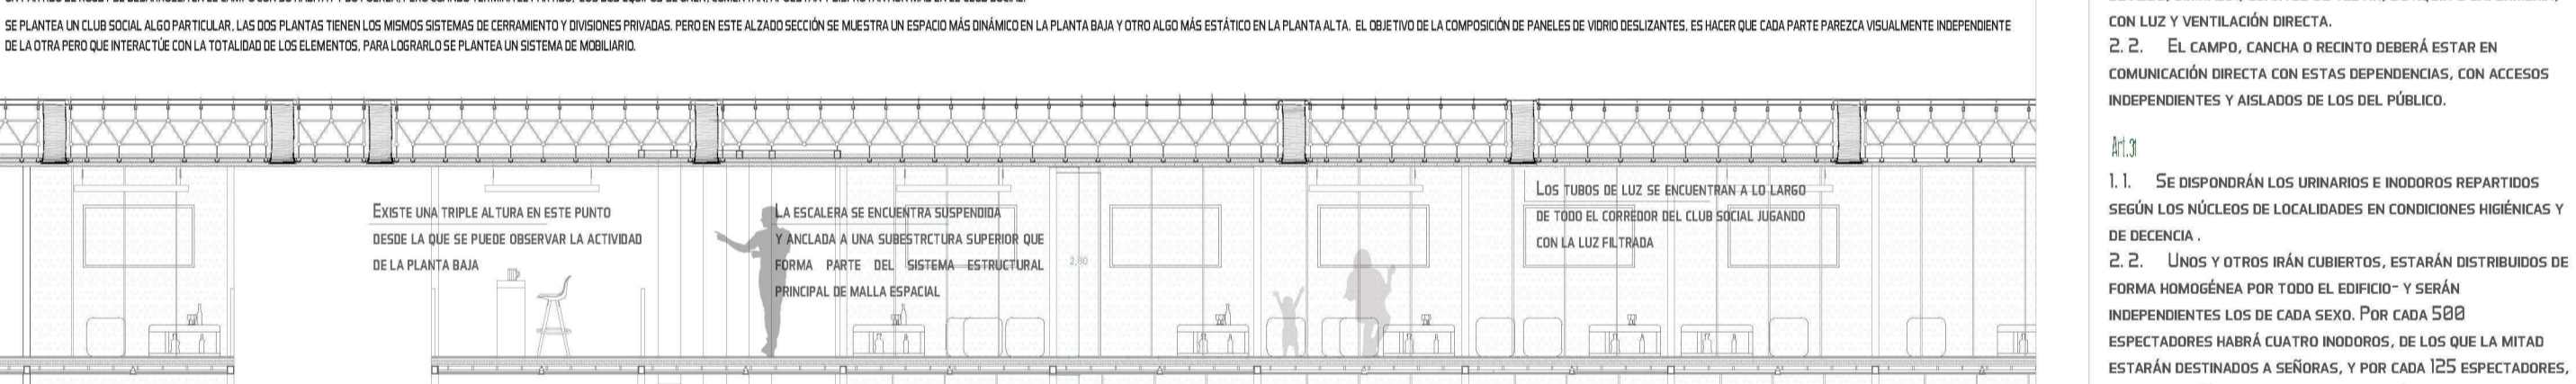 SE PLANTEA UN CLUB SOCIAL ALGO PARTICULAR, LAS DOS PLANTAS TIENEN LOS MISMOS SISTEMAS DE CERRAMIENTO Y DIVISIONES PRIVADAS. PERO EN ESTE ALZADO SECCIÓN SE MUESTRA UN ESPACIO MÁS DINÁMICO EN LA PLANTA BAJA Y OTRO ALGO MÁS ESTÁTICO EN LA PLANTA ALTA. EL OBJETIVO DE LA COMPOSICIÓN DE PANELES DE VIDRIO DESLIZANTES, ES HACER QUE CADA PARTE PAREZCA VISUALMENTE INDEPENDIENTE
DE LA OTRA PERO QUE INTERACTÚE CON LA TOTALIDAD DE LOS ELEMENTOS, PARA LOGRARLO SE PLANTEA UN SISTEMA DE MOBILIARIO.
EXISTE UNA TRIPLE ALTURA EN ESTE PUNTO
DESDE LA QUE SE PUEDE OBSERVAR LA ACTIVIDAD
DE LA PLANTA BAJA
LA ESCALERA SE ENCUENTRA SUSPENDIDA
Y ANCLADA A UNA SUBESTRCTURA SUPERIOR QUE
FORMA PARTE DEL SISTEMA ESTRUCTURAL
PRINCIPAL DE MALLA ESPACIAL
2,80
LOS TUBOS DE LUZ SE ENCUENTRAN A LO LARGO
DE TODO EL CORREDOR DEL CLUB SOCIAL JUGANDO
CON LA LUZ FILTRADA
CON LUZ Y VENTILACIÓN DIRECTA.
2.2. EL CAMPO, CANCHA O RECINTO DEBERÁ ESTAR EN
COMUNICACIÓN DIRECTA CON ESTAS DEPENDENCIAS, CON ACCESOS
INDEPENDIENTES Y AISLADOS DE LOS DEL PÚBLICO.
Art.31
1.1. SE DISPONDRÁN LOS URINARIOS E INODOROS REPARTIDOS
SEGÚN LOS NÚCLEOS DE LOCALIDADES EN CONDICIONES HIGIÉNICAS Y
DE DECENCIA .
2.2. UNOS Y OTROS IRÁN CUBIERTOS, ESTARÁN DISTRIBUIDOS DE
FORMA HOMOGÉNEA POR TODO EL EDIFICIO- Y SERÁN
INDEPENDIENTES LOS DE CADA SEXO. POR CADA 500
ESPECTADORES HABRÁ CUATRO INODOROS, DE LOS QUE LA MITAD
ESTARÁN DESTINADOS A SEÑORAS, Y POR CADA 125 ESPECTADORES,